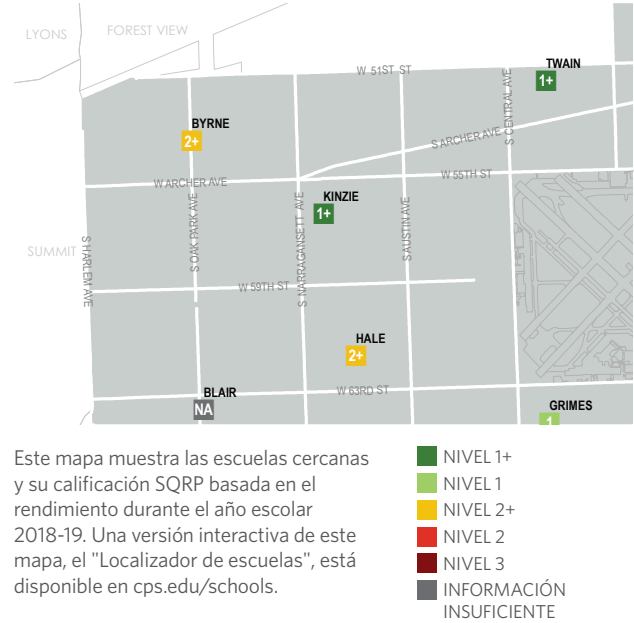 LYONS
FOREST VIEW
TWAIN
W 51ST ST
1+
S CENTRAL AVE
BYRNE
2+
S ARCHER AVE
W ARCHER AVE
W 55TH ST
KINZIE
1+
S OAK PARK AVE
S NARRAGANSETT AVE
S AUSTIN AVE
SUMMIT
S HARLEM AVE
W 59TH ST
HALE
2+
W 63RD ST
BLAIR
NA
GRIMES
1
Este mapa muestra las escuelas cercanas
y su calificación SQRP basada en el
rendimiento durante el año escolar
2018-19. Una versión interactiva de este
mapa, el "Localizador de escuelas", está
disponible en cps.edu/schools.
NIVEL 1+
NIVEL 1
NIVEL 2+
NIVEL 2
NIVEL 3
INFORMACIÓN
INSUFICIENTE